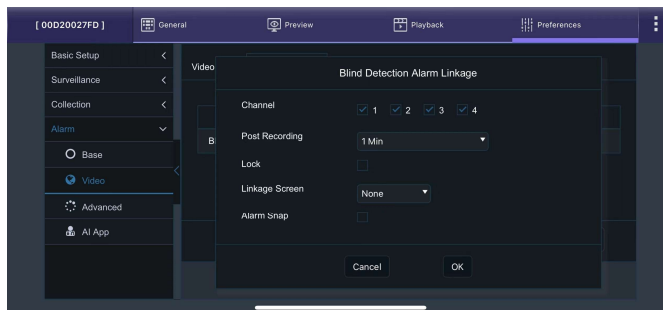 [ 00D20027FD ] General Preview Playback Preferences
Basic Setup
Video
Blind Detection Alarm Linkage
Surveillance
Collection
Channel 1 2 3 4
Alarm
Post Recording 1 Min
B
Base
Lock
Video
Linkage Screen None
Advanced
Alarm Snap
AI App
Cancel OK